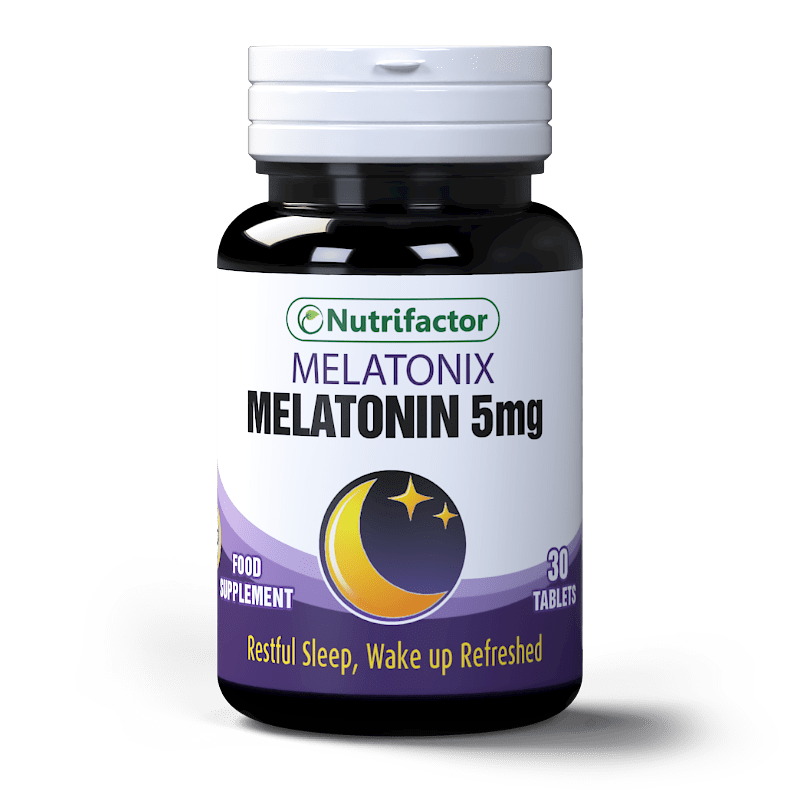 Nutrifactor
MELATONIX
MELATONIN 5mg
FOOD
SUPPLEMENT
30
TABLETS
Restful Sleep, Wake up Refreshed